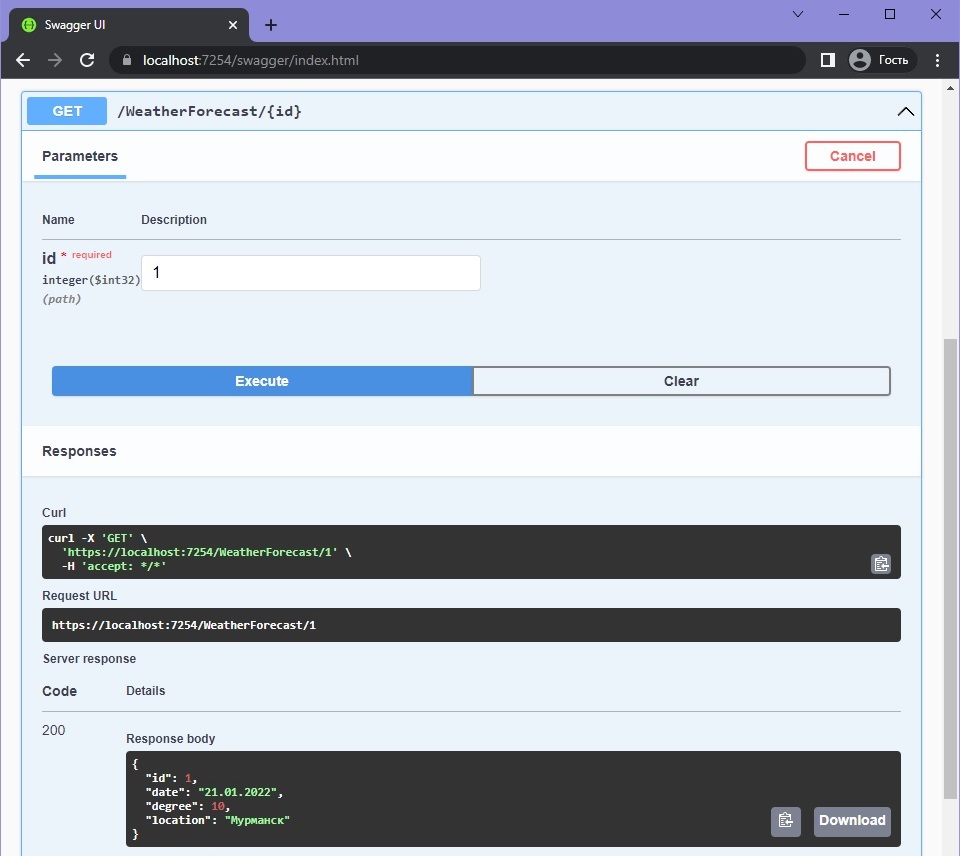 Swagger UI
localhost:7254/swagger/index.html
Гость
GET /WeatherForecast/{id}
Parameters
Cancel
Name Description
id * required
integer($int32)
(path)
1
Execute Clear
Responses
Curl
curl -X 'GET' \
'https://localhost:7254/WeatherForecast/1' \
-H 'accept: */*'
Request URL
https://localhost:7254/WeatherForecast/1
Server response
Code Details
200
Response body
{
"id": 1,
"date": "21.01.2022",
"degree": 10,
"location": "Мурманск"
}
Download